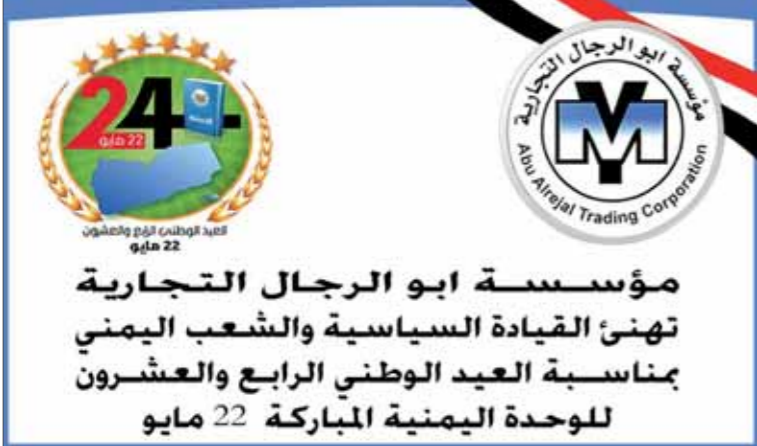 مؤسسة ابو الرجال التجارية
Abu Alrejal Trading Corporation
YM
24
22 مايو
العيد الوطني الرابع والعشرون
22 مايو
مؤسسة ابو الرجال التجارية
تهنئ القيادة السياسية والشعب اليمني
بمناسبة العيد الوطني الرابع والعشرون
للوحدة اليمنية المباركة 22 مايو